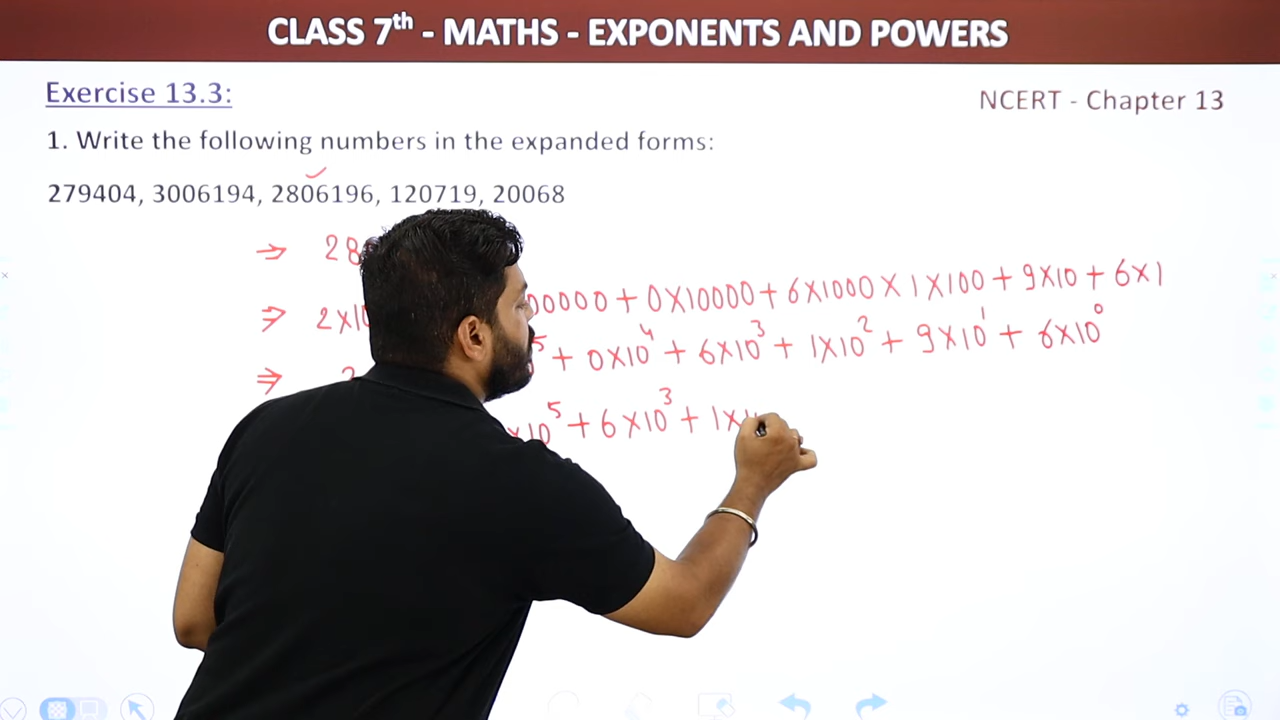 CLASS 7th - MATHS - EXPONENTS AND POWERS
Exercise 13.3:
NCERT - Chapter 13
1. Write the following numbers in the expanded forms:
279404, 3006194, 2806196, 120719, 20068
⇒ 28
⇒ 2×10 00000 + 0×10000 + 6×1000 × 1×100 + 9×10 + 6×1
⇒ 2 5 + 0×10⁴ + 6×10³ + 1×10² + 9×10¹ + 6×10⁰
×10⁵ + 6×10³ + 1×